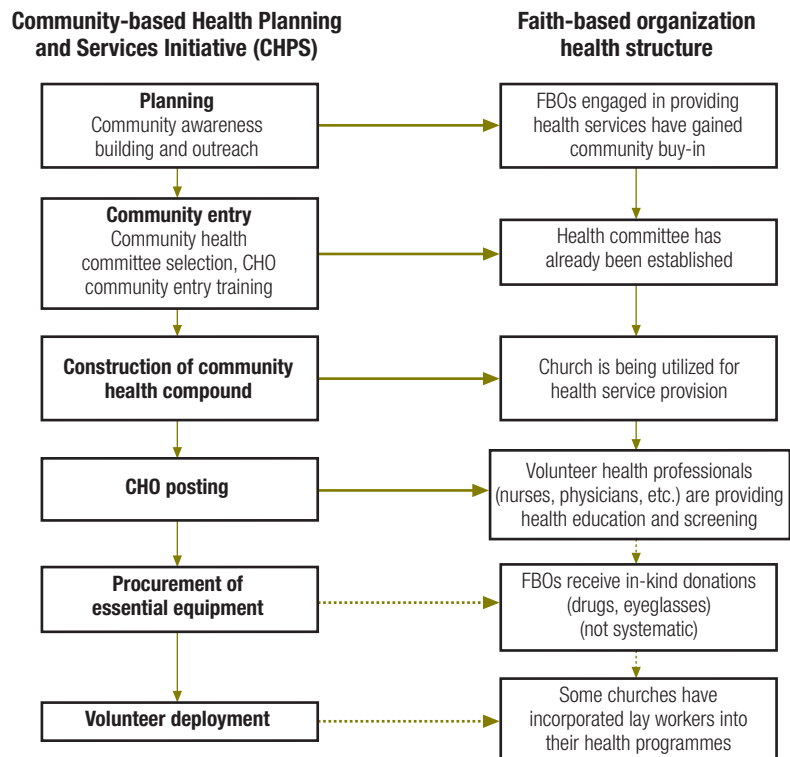 Community-based Health Planning
and Services Initiative (CHPS)
Faith-based organization
health structure
Planning
Community awareness
building and outreach
FBOs engaged in providing
health services have gained
community buy-in
Community entry
Community health
committee selection, CHO
community entry training
Health committee has
already been established
Construction of community
health compound
Church is being utilized for
health service provision
CHO posting
Volunteer health professionals
(nurses, physicians, etc.) are providing
health education and screening
Procurement of
essential equipment
FBOs receive in-kind donations
(drugs, eyeglasses)
(not systematic)
Volunteer deployment
Some churches have
incorporated lay workers into
their health programmes